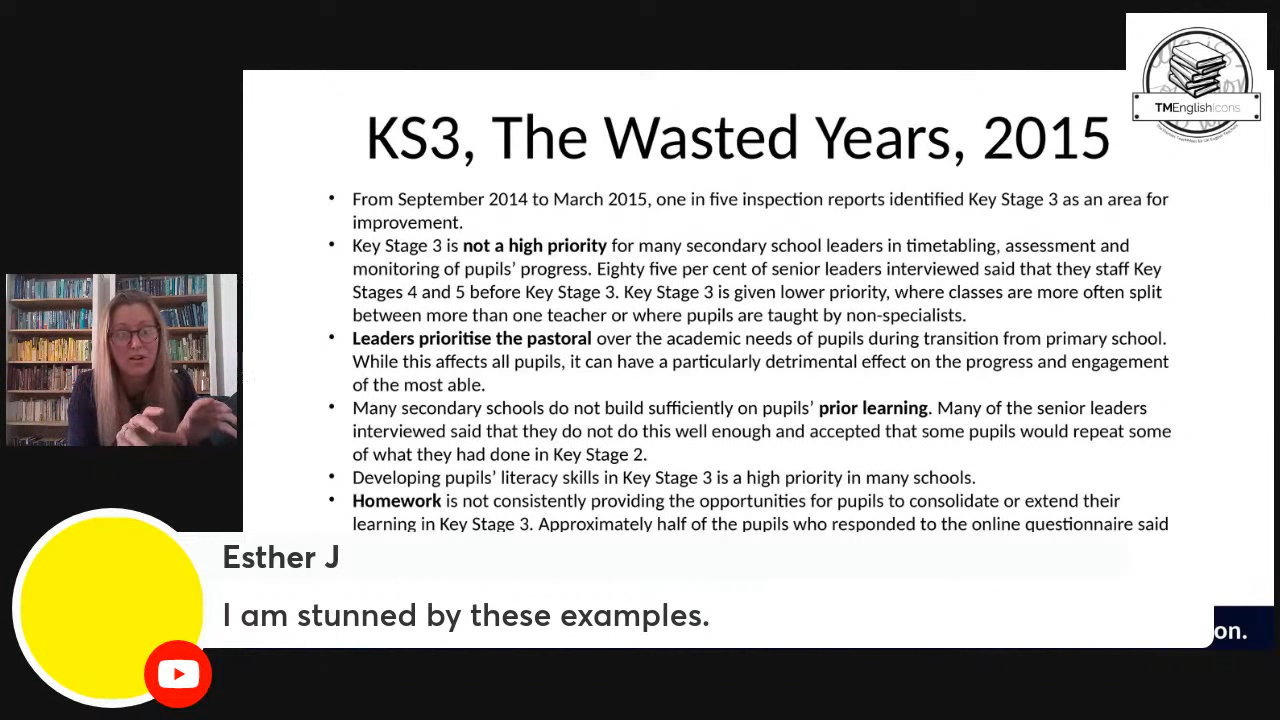 TMEnglishIcons
KS3, The Wasted Years, 2015
• From September 2014 to March 2015, one in five inspection reports identified Key Stage 3 as an area for
improvement.
• Key Stage 3 is not a high priority for many secondary school leaders in timetabling, assessment and
monitoring of pupils’ progress. Eighty five per cent of senior leaders interviewed said that they staff Key
Stages 4 and 5 before Key Stage 3. Key Stage 3 is given lower priority, where classes are more often split
between more than one teacher or where pupils are taught by non-specialists.
• Leaders prioritise the pastoral over the academic needs of pupils during transition from primary school.
While this affects all pupils, it can have a particularly detrimental effect on the progress and engagement
of the most able.
• Many secondary schools do not build sufficiently on pupils’ prior learning. Many of the senior leaders
interviewed said that they do not do this well enough and accepted that some pupils would repeat some
of what they had done in Key Stage 2.
• Developing pupils’ literacy skills in Key Stage 3 is a high priority in many schools.
• Homework is not consistently providing the opportunities for pupils to consolidate or extend their
learning in Key Stage 3. Approximately half of the pupils who responded to the online questionnaire said
Esther J
I am stunned by these examples.
on.